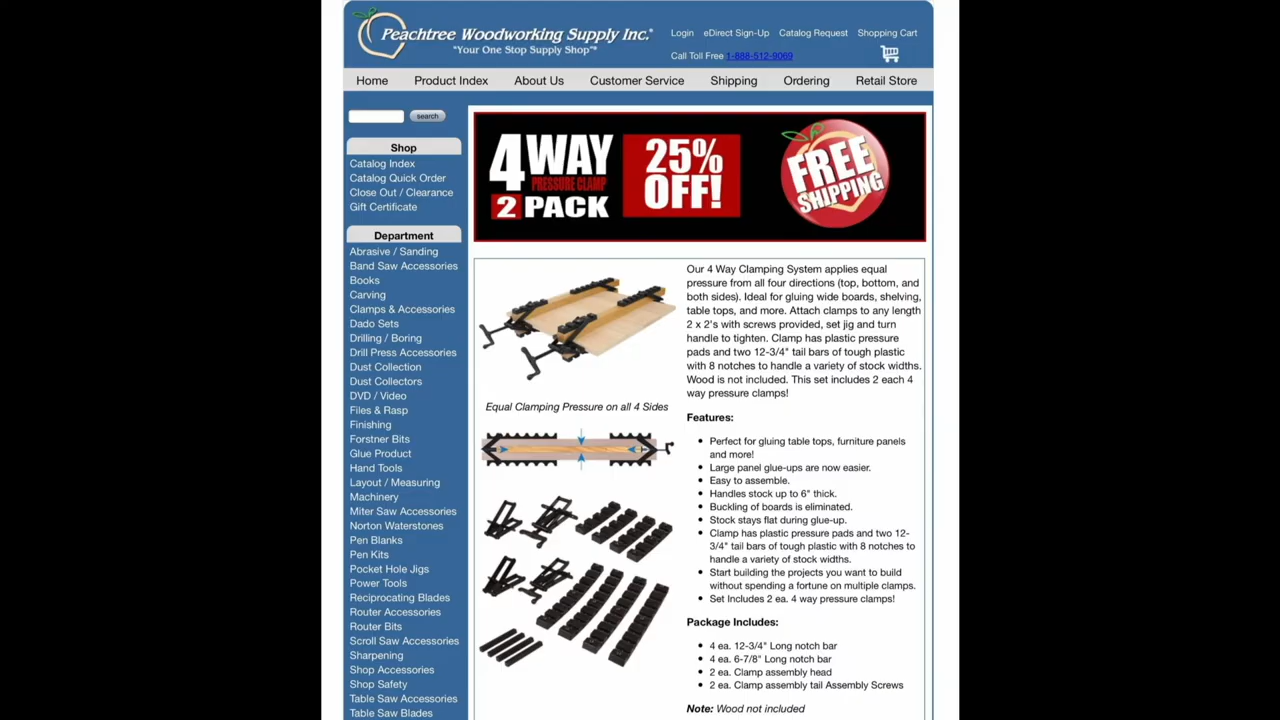 Peachtree Woodworking Supply Inc.®
"Your One Stop Supply Shop"®
Login eDirect Sign-Up Catalog Request Shopping Cart
Call Toll Free 1-888-512-9069
Home Product Index About Us Customer Service Shipping Ordering Retail Store
search
Shop
Catalog Index
Catalog Quick Order
Close Out / Clearance
Gift Certificate
Department
Abrasive / Sanding
Band Saw Accessories
Books
Carving
Clamps & Accessories
Dado Sets
Drilling / Boring
Drill Press Accessories
Dust Collection
Dust Collectors
DVD / Video
Files & Rasp
Finishing
Forstner Bits
Glue Product
Hand Tools
Layout / Measuring
Machinery
Miter Saw Accessories
Norton Waterstones
Pen Blanks
Pen Kits
Pocket Hole Jigs
Power Tools
Reciprocating Blades
Router Accessories
Router Bits
Scroll Saw Accessories
Sharpening
Shop Accessories
Shop Safety
Table Saw Accessories
Table Saw Blades
4 WAY
PRESSURE CLAMP
2 PACK
25%
OFF!
FREE
SHIPPING
Equal Clamping Pressure on all 4 Sides
Our 4 Way Clamping System applies equal
pressure from all four directions (top, bottom, and
both sides). Ideal for gluing wide boards, shelving,
table tops, and more. Attach clamps to any length
2 x 2's with screws provided, set jig and turn
handle to tighten. Clamp has plastic pressure
pads and two 12-3/4" tail bars of tough plastic
with 8 notches to handle a variety of stock widths.
Wood is not included. This set includes 2 each 4
way pressure clamps!
Features:
Perfect for gluing table tops, furniture panels
and more!
Large panel glue-ups are now easier.
Easy to assemble.
Handles stock up to 6" thick.
Buckling of boards is eliminated.
Stock stays flat during glue-up.
Clamp has plastic pressure pads and two 12-
3/4" tail bars of tough plastic with 8 notches to
handle a variety of stock widths.
Start building the projects you want to build
without spending a fortune on multiple clamps.
Set Includes 2 ea. 4 way pressure clamps!
Package Includes:
4 ea. 12-3/4" Long notch bar
4 ea. 6-7/8" Long notch bar
2 ea. Clamp assembly head
2 ea. Clamp assembly tail Assembly Screws
Note: Wood not included